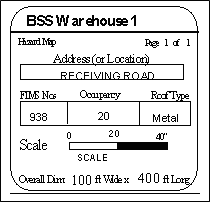 BSS Warehouse 1
Hazard Map Page 1 of 1
Address (or Location)
RECEIVING ROAD
FIMS No: Occupancy Roof Type
938 20 Metal
Scale 0 20 40"
SCALE
Overall Dim: 100 ft Wide x 400 ft Long